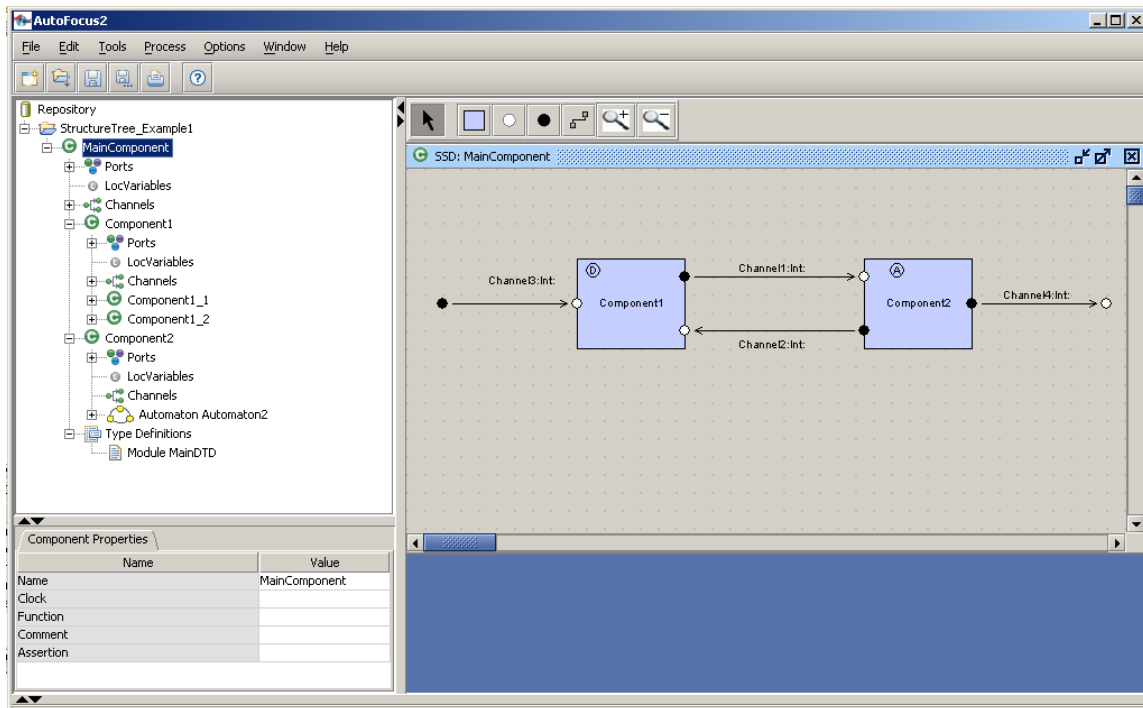 AutoFocus2
File Edit Tools Process Options Window Help
Repository
StructureTree_Example1
MainComponent
Ports
LocVariables
Channels
Component1
Ports
LocVariables
Channels
Component1_1
Component1_2
Component2
Ports
LocVariables
Channels
Automaton Automaton2
Type Definitions
Module MainDTD
Component Properties
Name Value
Name MainComponent
Clock
Function
Comment
Assertion
SSD: MainComponent
Channel3:Int:
D
Component1
Channel1:Int:
Channel2:Int:
A
Component2
Channel4:Int: